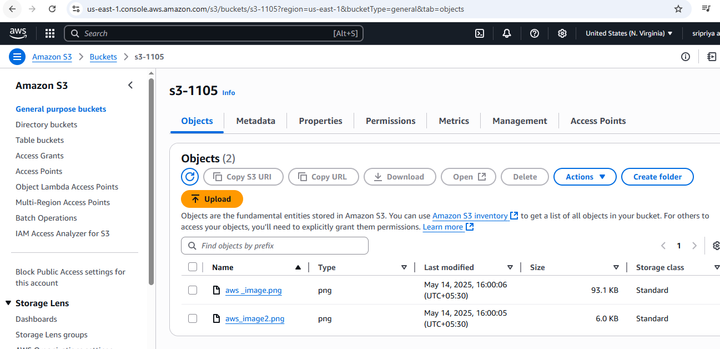 us-east-1.console.aws.amazon.com/s3/buckets/s3-1105?region=us-east-1&bucketType=general&tab=objects
aws
Search
[Alt+S]
United States (N. Virginia)
sripriya a
Amazon S3 > Buckets > s3-1105
Amazon S3
General purpose buckets
Directory buckets
Table buckets
Access Grants
Access Points
Object Lambda Access Points
Multi-Region Access Points
Batch Operations
IAM Access Analyzer for S3
Block Public Access settings for
this account
Storage Lens
Dashboards
Storage Lens groups
s3-1105 Info
Objects Metadata Properties Permissions Metrics Management Access Points
Objects (2)
Copy S3 URI Copy URL Download Open Delete Actions Create folder
Upload
Objects are the fundamental entities stored in Amazon S3. You can use Amazon S3 inventory to get a list of all objects in your bucket. For others to
access your objects, you'll need to explicitly grant them permissions. Learn more
Find objects by prefix
1
Name Type Last modified Size Storage class
aws _image.png png May 14, 2025, 16:00:06 93.1 KB Standard
(UTC+05:30)
aws_image2.png png May 14, 2025, 16:00:05 6.0 KB Standard
(UTC+05:30)